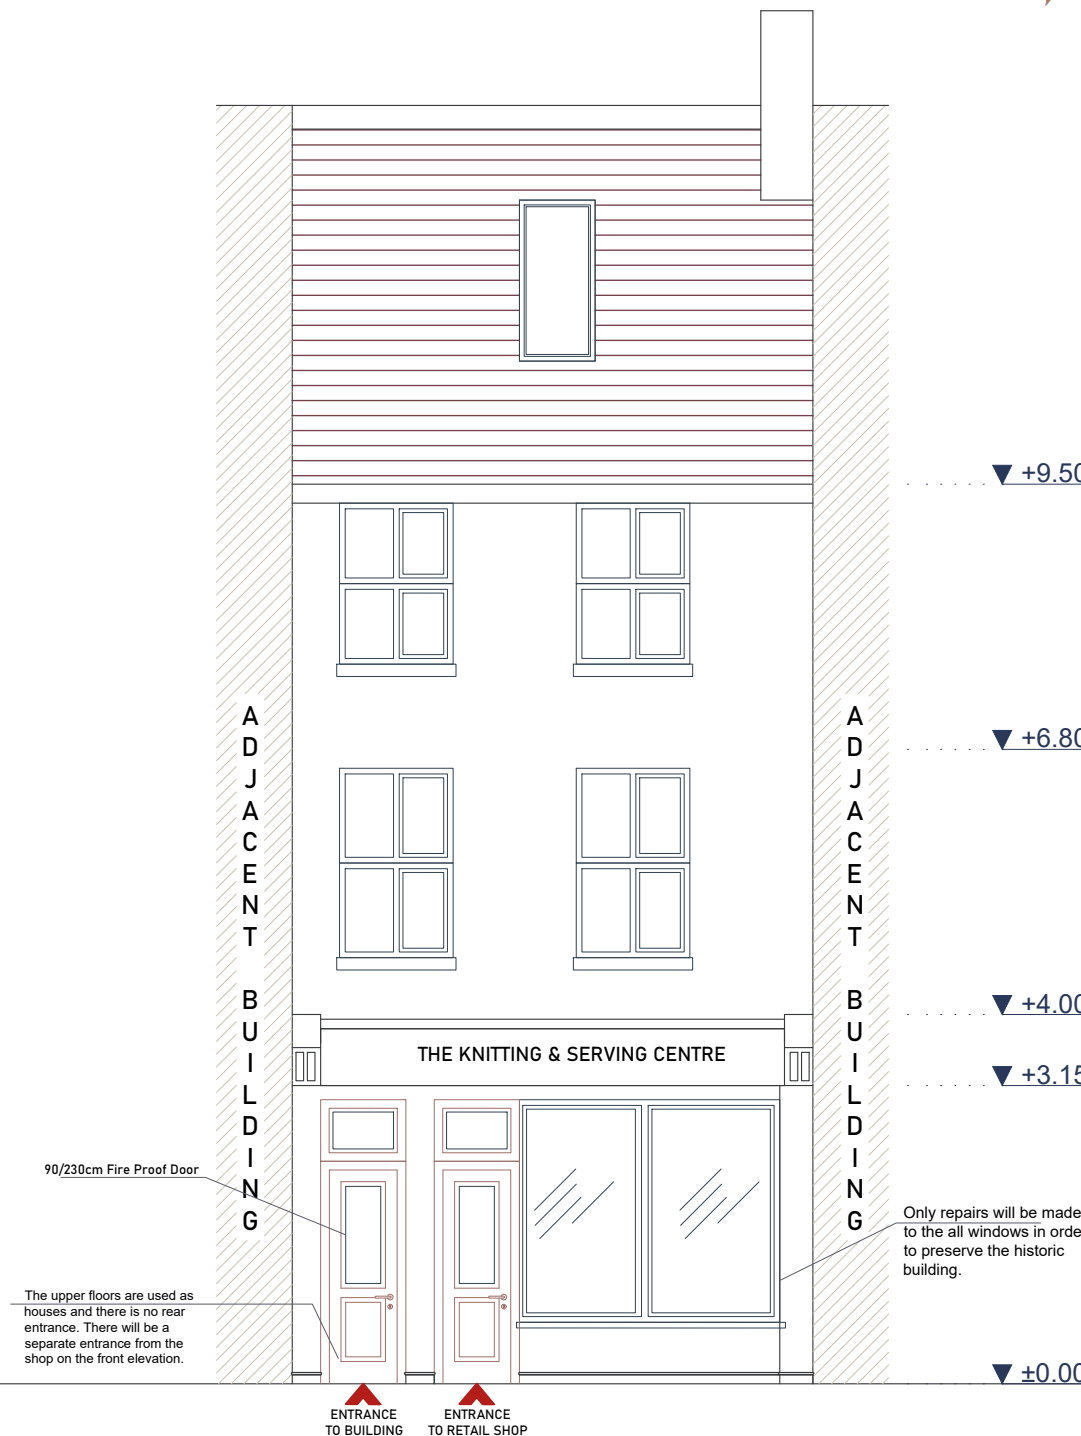 +9.50
+6.80
ADJACENT BUILDING
ADJACENT BUILDING
+4.00
THE KNITTING & SERVING CENTRE
+3.15
90/230cm Fire Proof Door
Only repairs will be made
to the all windows in orde
to preserve the historic
building.
The upper floors are used as
houses and there is no rear
entrance. There will be a
separate entrance from the
shop on the front elevation.
±0.00
ENTRANCE
TO BUILDING
ENTRANCE
TO RETAIL SHOP